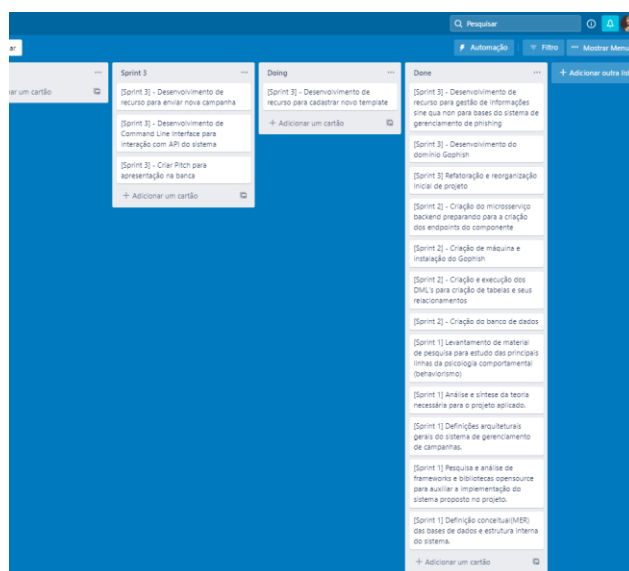 Pesquisar
ar
Automação
Filtro
Mostrar Menu
...
ar um cartão
Sprint 3
...
[Sprint 3] - Desenvolvimento de
recurso para enviar nova campanha
[Sprint 3] - Desenvolvimento de
Command Line Interface para
interação com API do sistema
[Sprint 3] - Criar Pitch para
apresentação na banca
+ Adicionar um cartão
Doing
...
[Sprint 3] - Desenvolvimento de
recurso para cadastrar novo template
+ Adicionar um cartão
Done
...
[Sprint 3] - Desenvolvimento de
recurso para gestão de informações
sine qua non para bases do sistema de
gerenciamento de phishing
[Sprint 3] - Desenvolvimento do
domínio Gophish
[Sprint 3] Refatoração e reorganização
inicial de projeto
[Sprint 2] - Criação do microsserviço
backend preparando para a criação
dos endpoints do componente
[Sprint 2] - Criação de máquina e
instalação do Gophish
[Sprint 2] - Criação e execução dos
DML's para criação de tabelas e seus
relacionamentos
[Sprint 2] - Criação do banco de dados
[Sprint 1] Levantamento de material
de pesquisa para estudo das principais
linhas da psicologia comportamental
(behaviorismo)
[Sprint 1] Análise e síntese da teoria
necessária para o projeto aplicado.
[Sprint 1] Definições arquiteturais
gerais do sistema de gerenciamento
de campanhas.
[Sprint 1] Pesquisa e análise de
frameworks e bibliotecas opensource
para auxiliar a implementação do
sistema proposto no projeto.
[Sprint 1] Definição conceitual(MER)
das bases de dados e estrutura interna
do sistema.
+ Adicionar um cartão
+ Adicionar outra lis